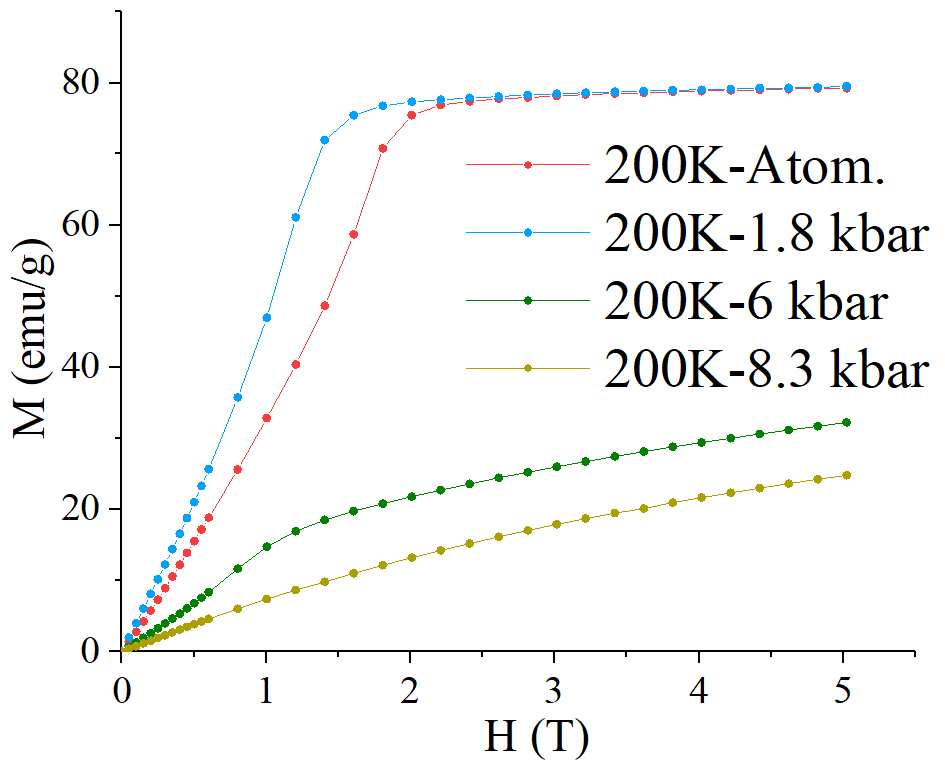 80
60
40
20
0
M (emu/g)
200K-Atom.
200K-1.8 kbar
200K-6 kbar
200K-8.3 kbar
0 1 2 3 4 5
H (T)